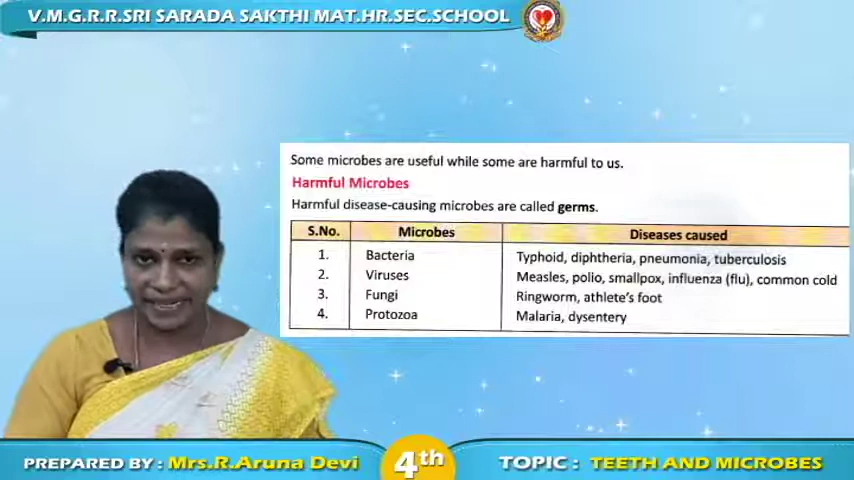 V.M.G.R.R.SRI SARADA SAKTHI MAT.HR.SEC.SCHOOL
Some microbes are useful while some are harmful to us.
Harmful Microbes
Harmful disease-causing microbes are called germs.
S.No. Microbes Diseases caused
1. Bacteria Typhoid, diphtheria, pneumonia, tuberculosis
2. Viruses Measles, polio, smallpox, influenza (flu), common cold
3. Fungi Ringworm, athlete's foot
4. Protozoa Malaria, dysentery
PREPARED BY : Mrs.R.Aruna Devi 4th TOPIC : TEETH AND MICROBES